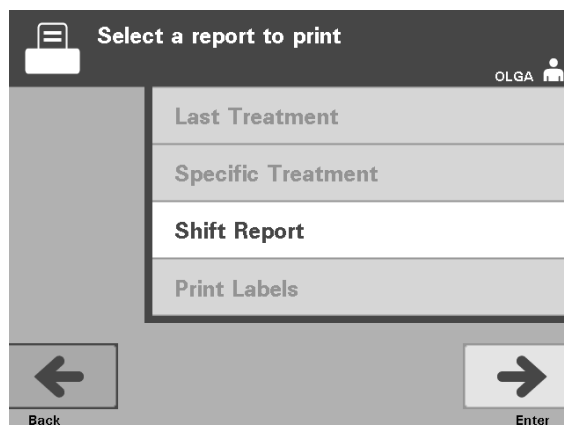 Select a report to print
OLGA
Last Treatment
Specific Treatment
Shift Report
Print Labels
Back
Enter